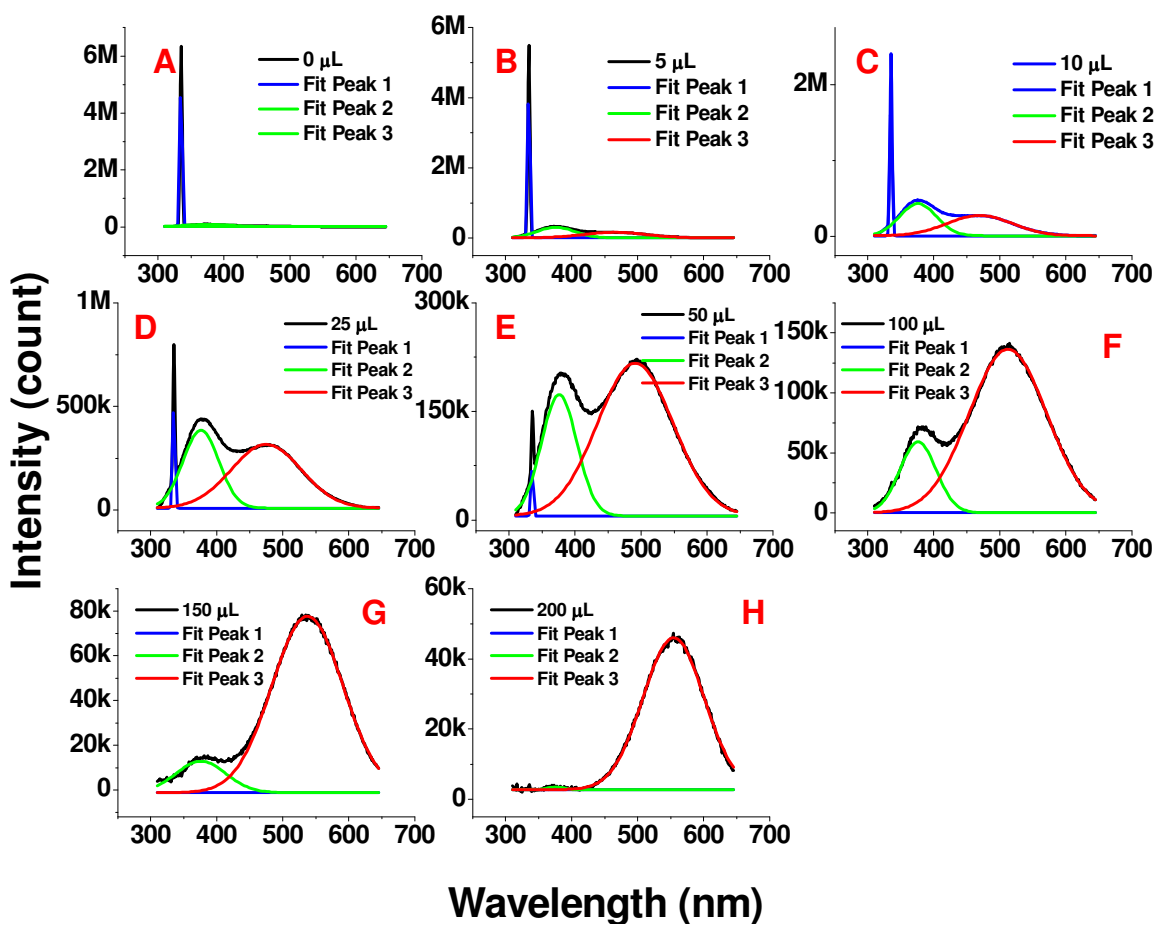 Intensity (count)
A
0 μL
Fit Peak 1
Fit Peak 2
Fit Peak 3
6M
4M
2M
0
300 400 500 600 700
B
5 μL
Fit Peak 1
Fit Peak 2
Fit Peak 3
6M
4M
2M
0
300 400 500 600 700
C
10 μL
Fit Peak 1
Fit Peak 2
Fit Peak 3
2M
0
300 400 500 600 700
D
25 μL
Fit Peak 1
Fit Peak 2
Fit Peak 3
1M
500k
0
300 400 500 600 700
E
50 μL
Fit Peak 1
Fit Peak 2
Fit Peak 3
300k
150k
0
300 400 500 600 700
F
100 μL
Fit Peak 1
Fit Peak 2
Fit Peak 3
150k
100k
50k
0
300 400 500 600 700
G
150 μL
Fit Peak 1
Fit Peak 2
Fit Peak 3
80k
60k
40k
20k
0
300 400 500 600 700
H
200 μL
Fit Peak 1
Fit Peak 2
Fit Peak 3
60k
40k
20k
0
300 400 500 600 700
Wavelength (nm)